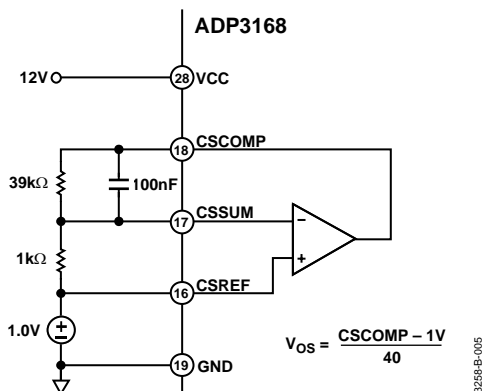 ADP3168
12V
28
VCC
18
CSCOMP
39kΩ
100nF
17
CSSUM
1kΩ
16
CSREF
1.0V
19
GND
VOS = CSCOMP – 1V
40
3258-B-005